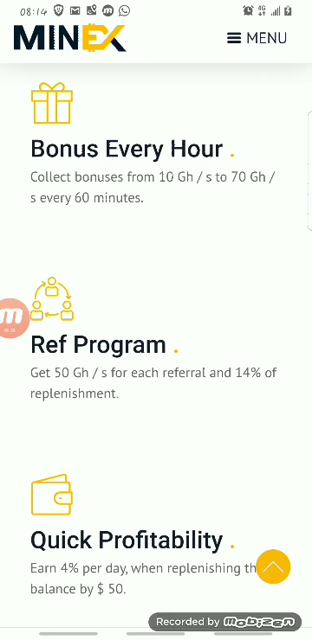 08:14
MINEX
MENU
Bonus Every Hour .
Collect bonuses from 10 Gh / s to 70 Gh /
s every 60 minutes.
Ref Program .
Get 50 Gh / s for each referral and 14% of
replenishment.
Quick Profitability .
Earn 4% per day, when replenishing
balance by $ 50.
Recorded by mobizen